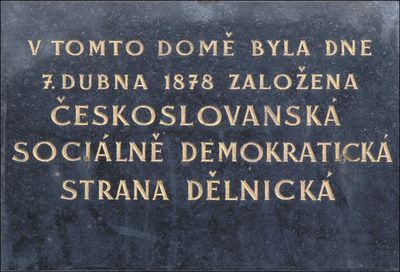 V TOMTO DOMĚ BYLA DNE
7. DUBNA 1878 ZALOŽENA
ČESKOSLOVANSKÁ
SOCIÁLNĚ DEMOKRATICKÁ
STRANA DĚLNICKÁ